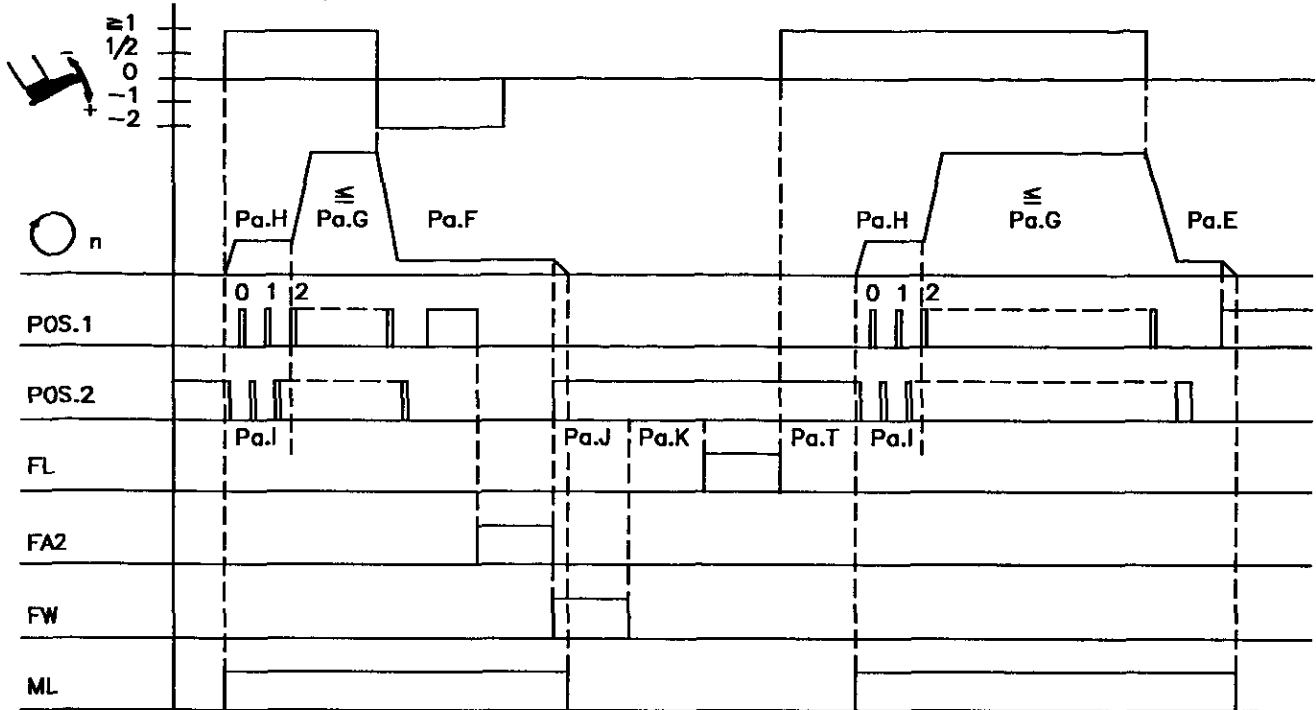 ≥1
1/2
0
−1
−2
−
+
Pa.H
≤
Pa.G
Pa.F
Pa.H
≤
Pa.G
Pa.E
n
0 1 2
0 1 2
POS.1
POS.2
Pa.I
Pa.J
Pa.K
Pa.T
Pa.I
FL
FA2
FW
ML